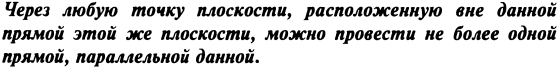 Через любую точку плоскости, расположенную вне данной
прямой этой же плоскости, можно провести не более одной
прямой, параллельной данной.